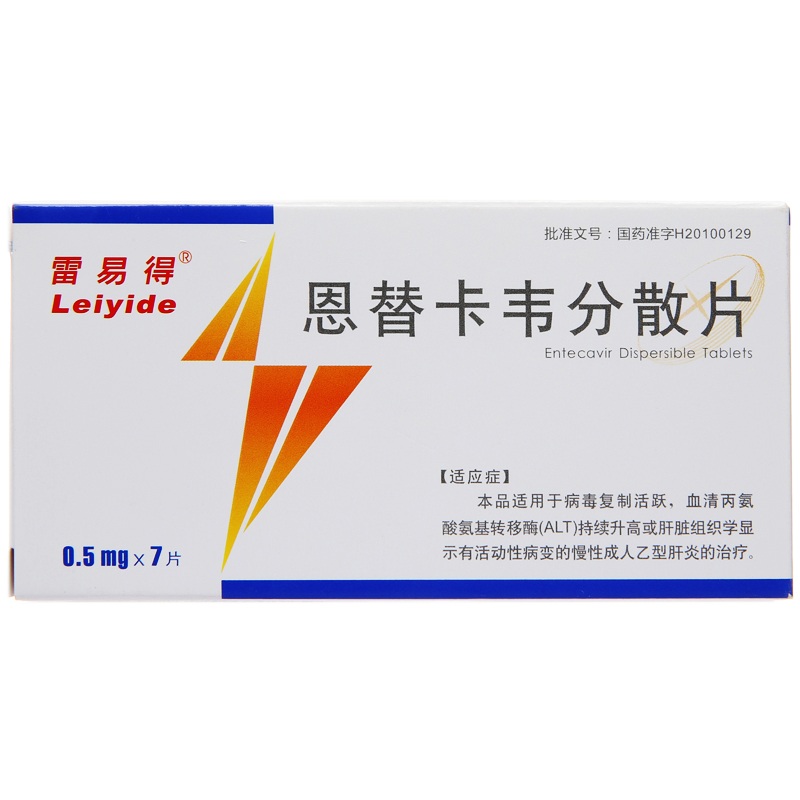 批准文号：国药准字H20100129
雷易得®
Leiyide
恩替卡韦分散片
Entecavir Dispersible Tablets
【适应症】
本品适用于病毒复制活跃，血清丙氨
酸氨基转移酶(ALT)持续升高或肝脏组织学显
示有活动性病变的慢性成人乙型肝炎的治疗。
0.5 mg x 7片